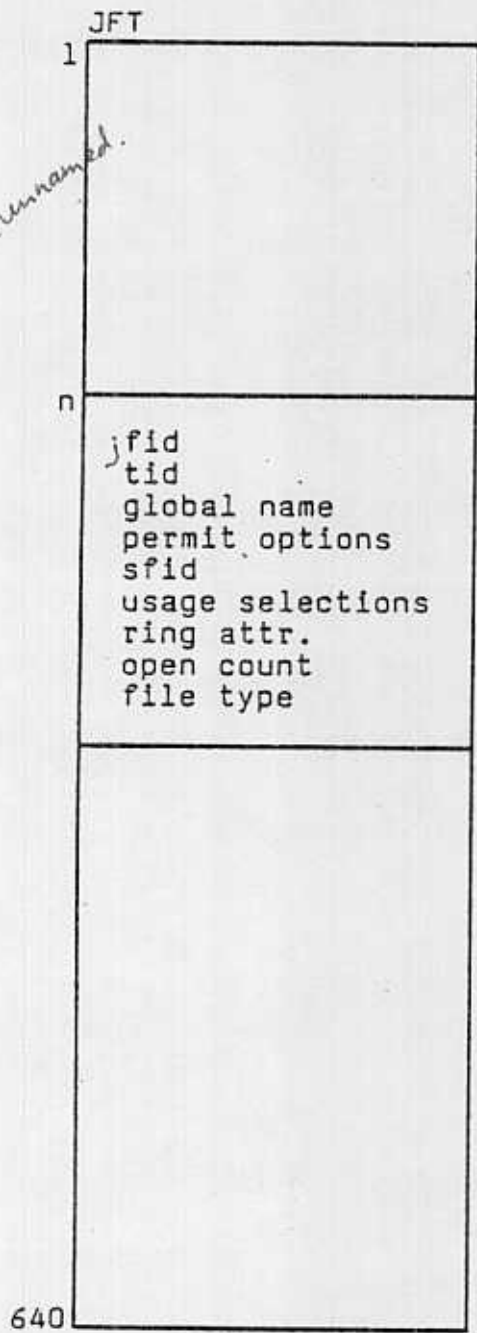 JFT
1
unnamed.
n
jfid
tid
global name
permit options
sfid
usage selections
ring attr.
open count
file type
640